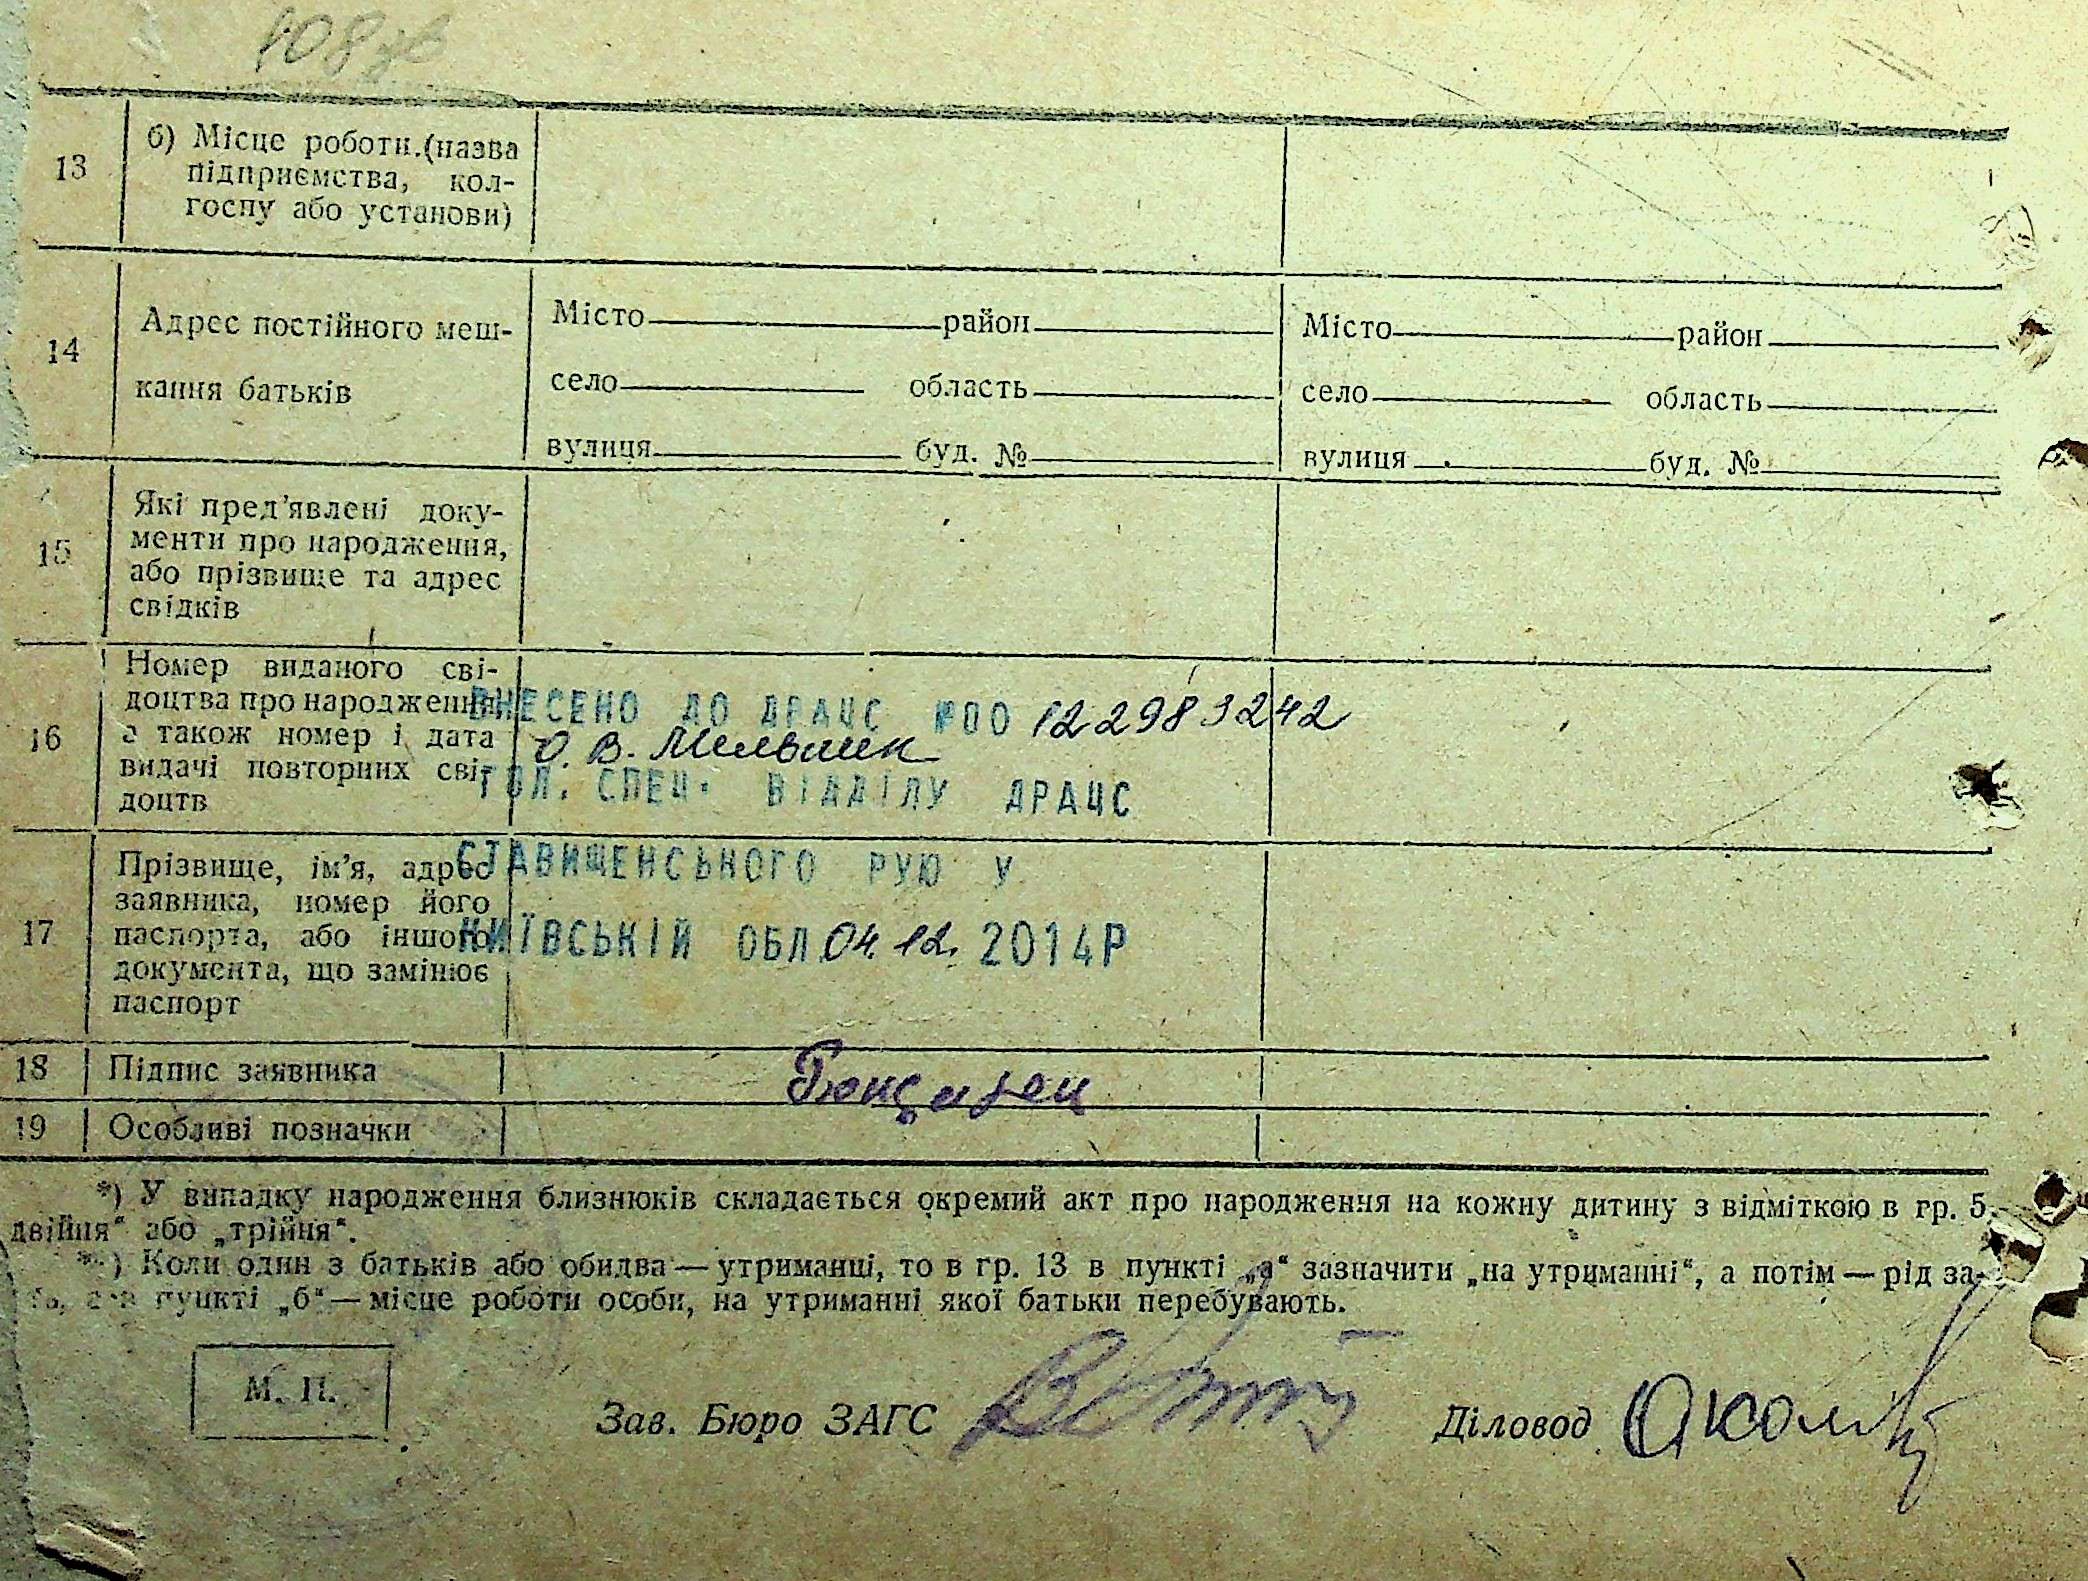 108
13
б) Місце роботи.(назва
підприємства, кол-
госпу або установи)
14
Адрес постійного меш-
кання батьків
Місто район
село область
вулиця буд. №
Місто район
село область
вулиця буд. №
15
Які пред'явлені доку-
менти про народження,
або прізвище та адрес
свідків
16
Номер виданого сві-
доцтва про народження
а також номер і дата
видачі повторних сві-
доцтв
ВНЕСЕНО ДО ДРАЦС №00 122983242
О. В. Мельник
ГОЛ. СПЕЦ. ВІДДІЛУ ДРАЦС
СТАВИЩЕНСЬКОГО РУЮ У
КИЇВСЬКІЙ ОБЛ 04.12. 2014Р
17
Прізвище, ім'я, адрес
заявника, номер його
паспорта, або іншого
документа, що замінює
паспорт
18 Підпис заявника
19 Особливі позначки
*) У випадку народження близнюків складається окремий акт про народження на кожну дитину з відміткою в гр. 5.
двійня“ або „трійня“.
*) Коли один з батьків або обидва—утриманці, то в гр. 13 в пункті „а“ зазначити „на утриманні“, а потім—рід за-
пункті „б“—місце роботи особи, на утриманні якої батьки перебувають.
М. П.
Зав. Бюро ЗАГС
Діловод